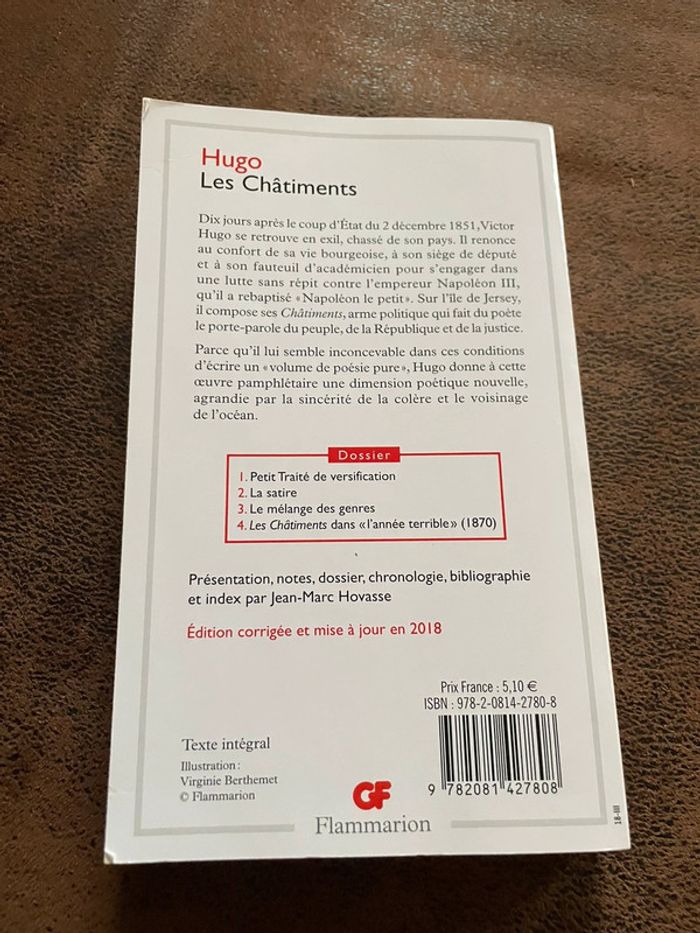 Hugo
Les Châtiments
Dix jours après le coup d'État du 2 décembre 1851, Victor
Hugo se retrouve en exil, chassé de son pays. Il renonce
au confort de sa vie bourgeoise, à son siège de député
et à son fauteuil d'académicien pour s'engager dans
une lutte sans répit contre l'empereur Napoléon III,
qu'il a rebaptisé « Napoléon le petit ». Sur l'île de Jersey,
il compose ses Châtiments, arme politique qui fait du poète
le porte-parole du peuple, de la République et de la justice.
Parce qu'il lui semble inconcevable dans ces conditions
d'écrire un « volume de poésie pure », Hugo donne à cette
œuvre pamphlétaire une dimension poétique nouvelle,
agrandie par la sincérité de la colère et le voisinage
de l'océan.
Dossier
1. Petit Traité de versification
2. La satire
3. Le mélange des genres
4. Les Châtiments dans « l'année terrible » (1870)
Présentation, notes, dossier, chronologie, bibliographie
et index par Jean-Marc Hovasse
Édition corrigée et mise à jour en 2018
Prix France : 5,10 €
ISBN : 978-2-0814-2780-8
9 782081 427808
Texte intégral
Illustration :
Virginie Berthemet
© Flammarion
GF
Flammarion